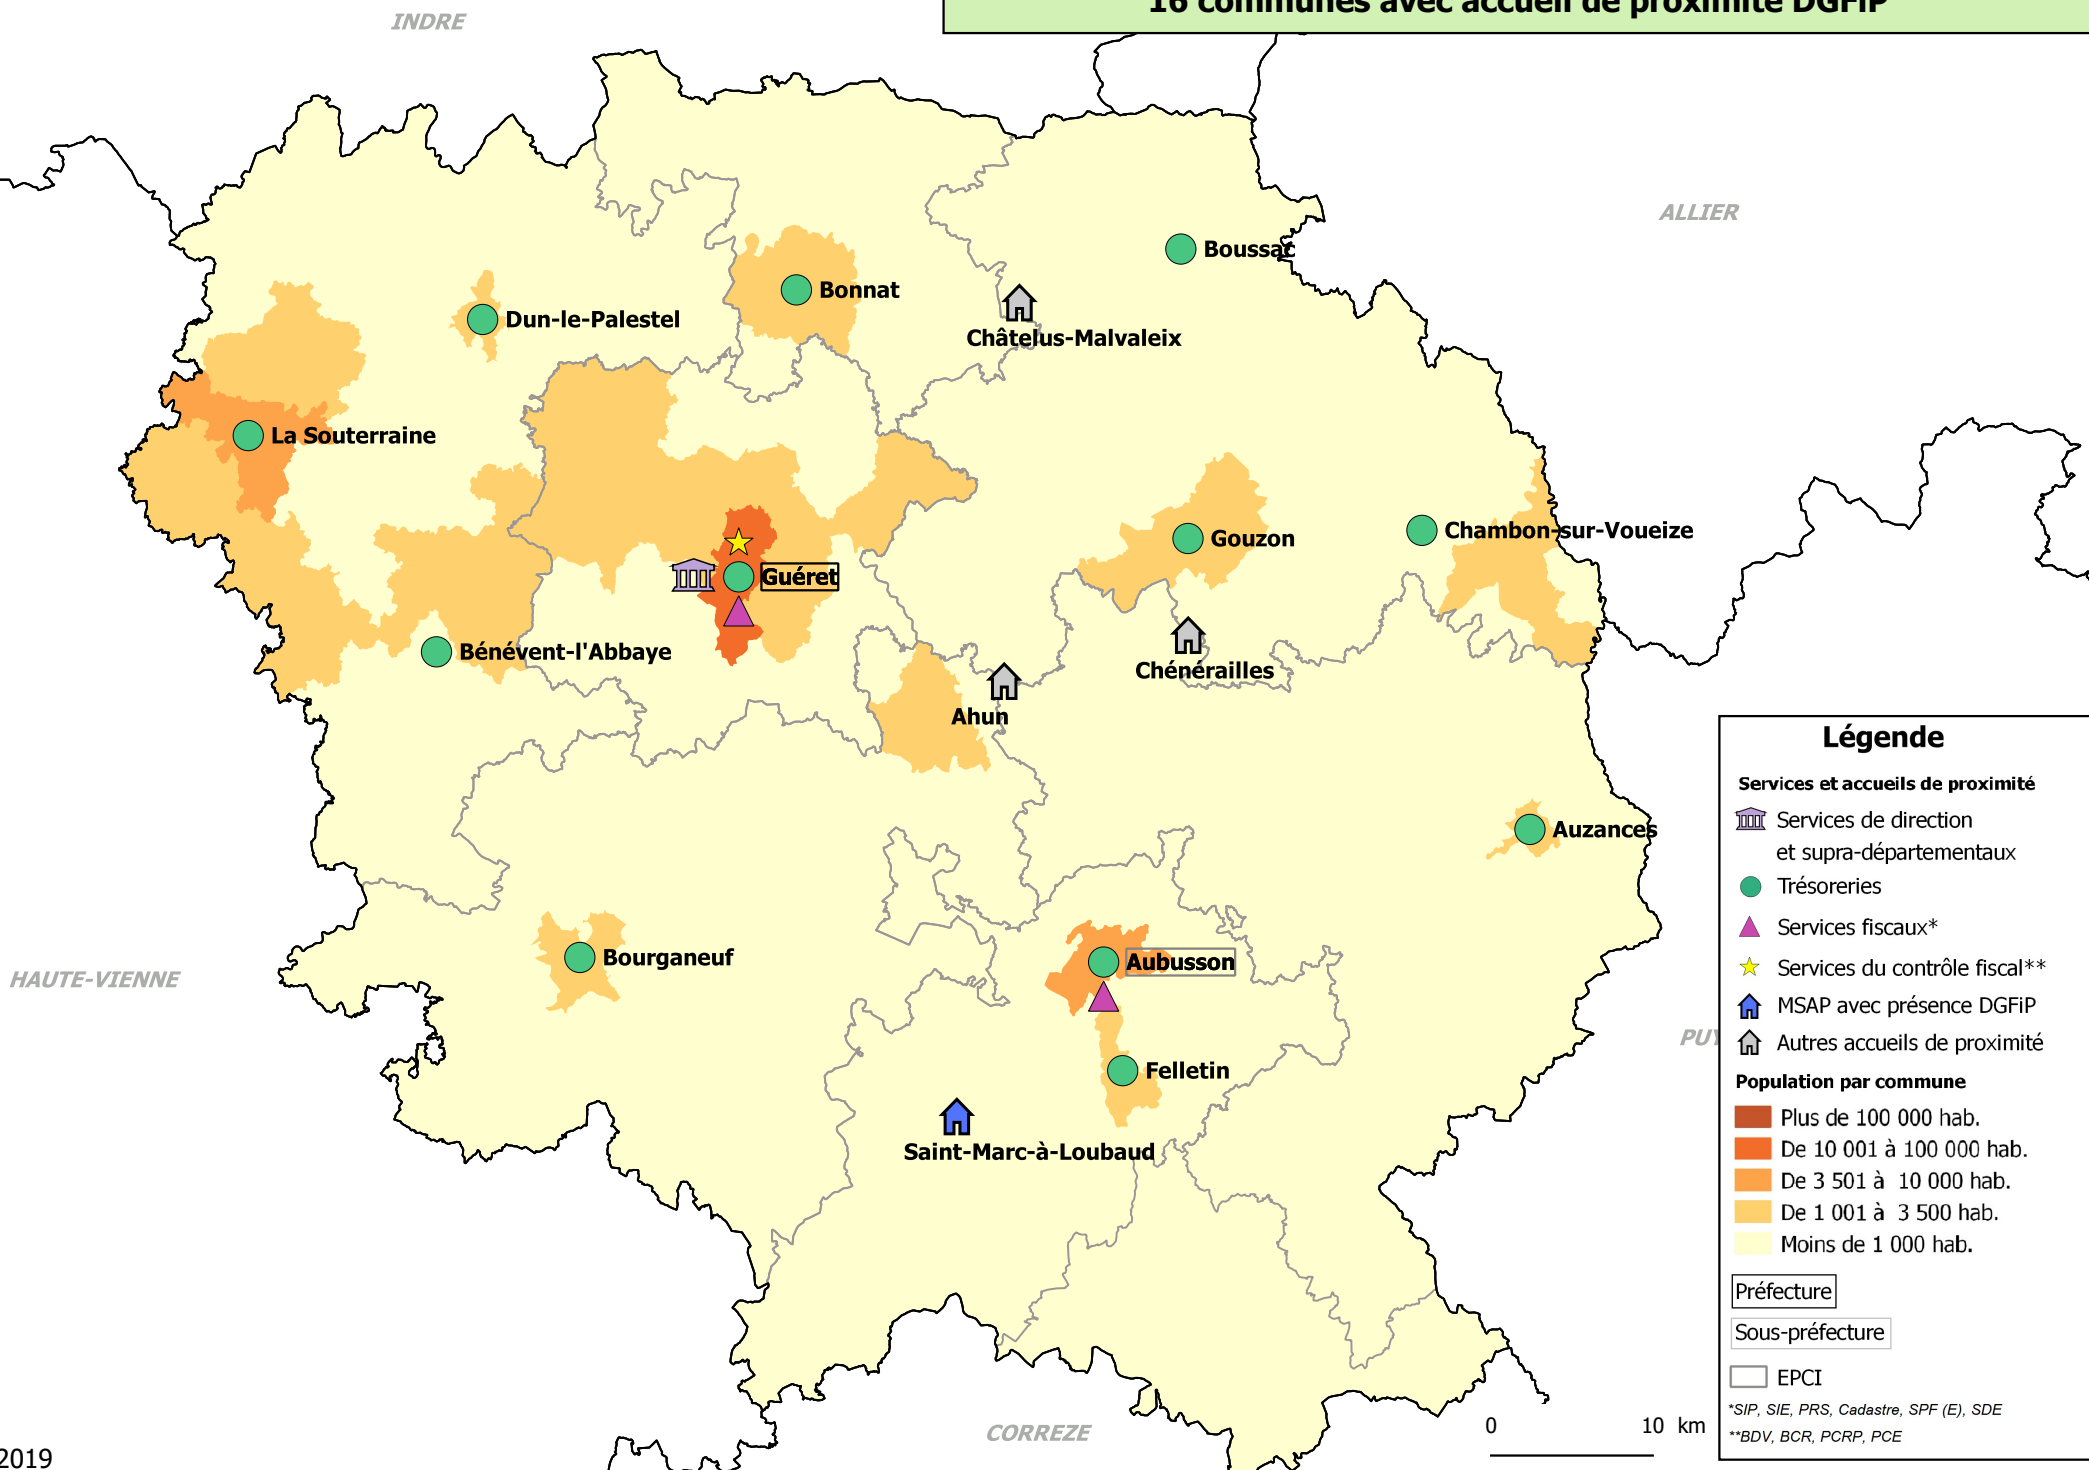 16 communes avec accueil de proximité DGFiP
INDRE
ALLIER
Boussac
Bonnat
Dun-le-Palestel
Châtelus-Malvaleix
La Souterraine
Gouzon
Chambon-sur-Voueize
Guéret
Bénévent-l'Abbaye
Chénérailles
Ahun
Auzances
Bourganeuf
Aubusson
HAUTE-VIENNE
PUY
Felletin
Saint-Marc-à-Loubaud
CORREZE
0 10 km
2019
Légende
Services et accueils de proximité
Services de direction
et supra-départementaux
Trésoreries
Services fiscaux*
Services du contrôle fiscal**
MSAP avec présence DGFiP
Autres accueils de proximité
Population par commune
Plus de 100 000 hab.
De 10 001 à 100 000 hab.
De 3 501 à 10 000 hab.
De 1 001 à 3 500 hab.
Moins de 1 000 hab.
Préfecture
Sous-préfecture
EPCI
*SIP, SIE, PRS, Cadastre, SPF (E), SDE
**BDV, BCR, PCRP, PCE